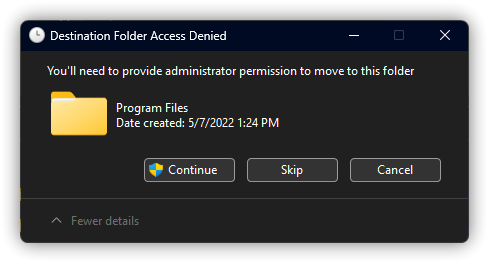 Destination Folder Access Denied
You'll need to provide administrator permission to move to this folder
Program Files
Date created: 5/7/2022 1:24 PM
Continue Skip Cancel
Fewer details